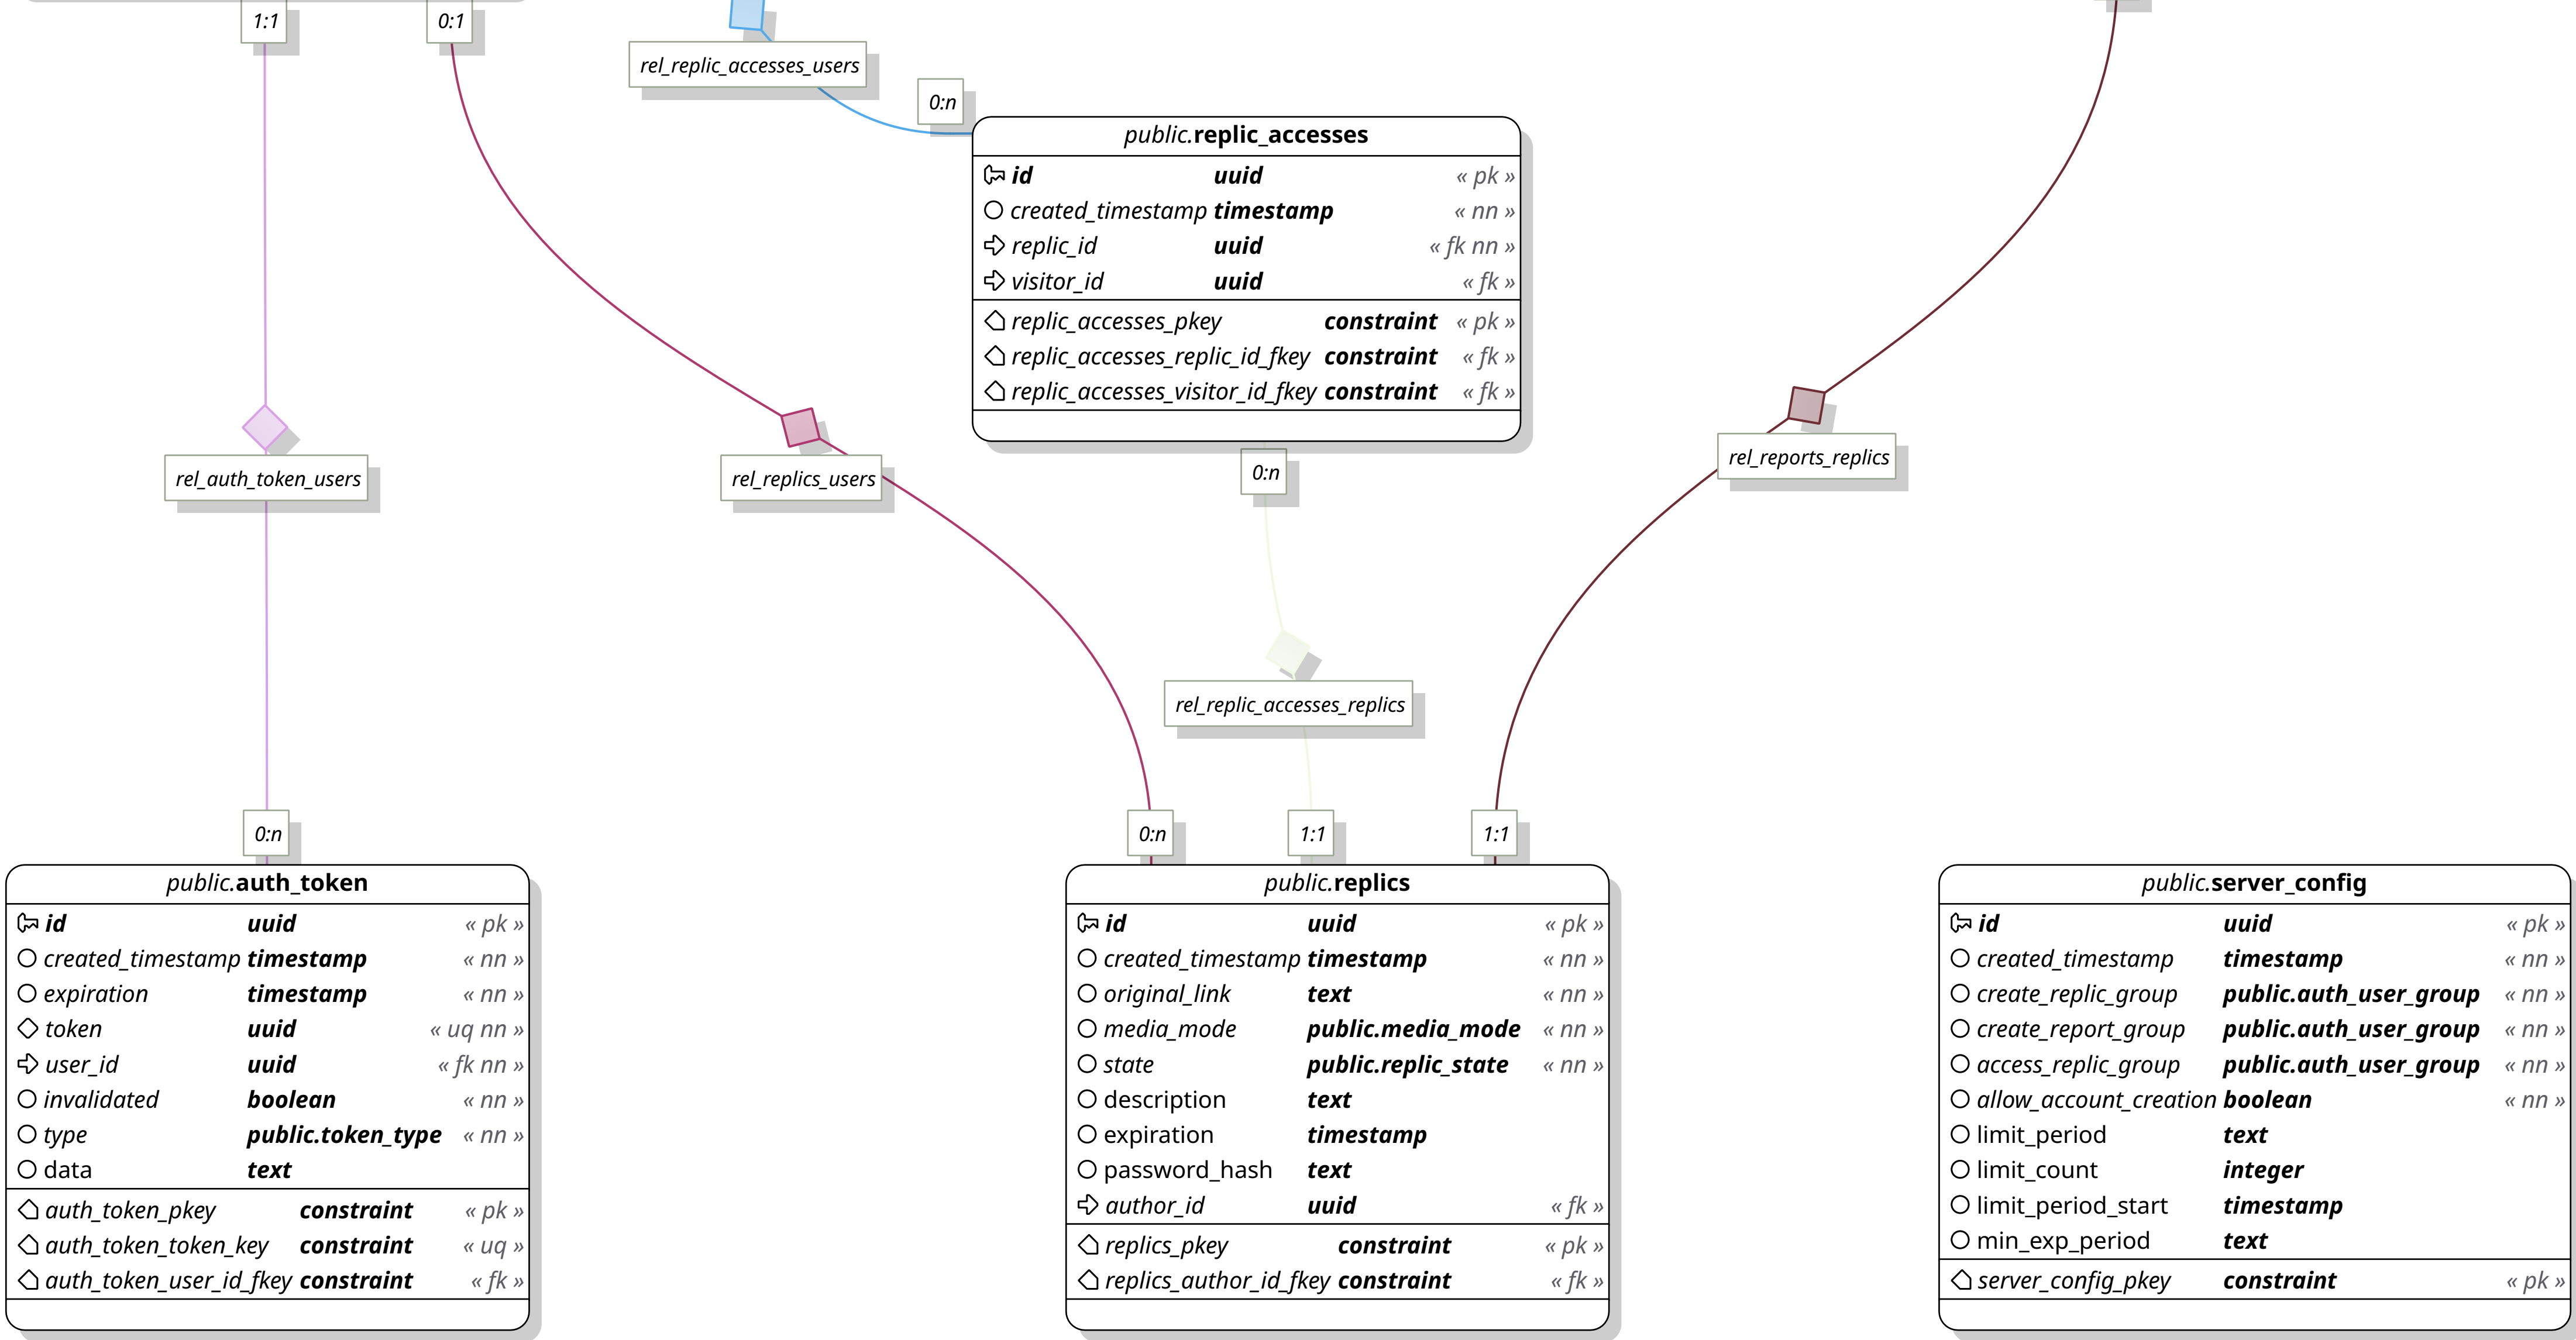 1:1
0:1
rel_replic_accesses_users
0:n
public.replic_accesses
id uuid « pk »
created_timestamp timestamp « nn »
replic_id uuid « fk nn »
visitor_id uuid « fk »
replic_accesses_pkey constraint « pk »
replic_accesses_replic_id_fkey constraint « fk »
replic_accesses_visitor_id_fkey constraint « fk »
rel_auth_token_users
rel_replics_users
0:n
rel_reports_replics
rel_replic_accesses_replics
0:n
0:n
1:1
1:1
public.auth_token
id uuid « pk »
created_timestamp timestamp « nn »
expiration timestamp « nn »
token uuid « uq nn »
user_id uuid « fk nn »
invalidated boolean « nn »
type public.token_type « nn »
data text
auth_token_pkey constraint « pk »
auth_token_token_key constraint « uq »
auth_token_user_id_fkey constraint « fk »
public.replics
id uuid « pk »
created_timestamp timestamp « nn »
original_link text « nn »
media_mode public.media_mode « nn »
state public.replic_state « nn »
description text
expiration timestamp
password_hash text
author_id uuid « fk »
replics_pkey constraint « pk »
replics_author_id_fkey constraint « fk »
public.server_config
id uuid « pk »
created_timestamp timestamp « nn »
create_replic_group public.auth_user_group « nn »
create_report_group public.auth_user_group « nn »
access_replic_group public.auth_user_group « nn »
allow_account_creation boolean « nn »
limit_period text
limit_count integer
limit_period_start timestamp
min_exp_period text
server_config_pkey constraint « pk »